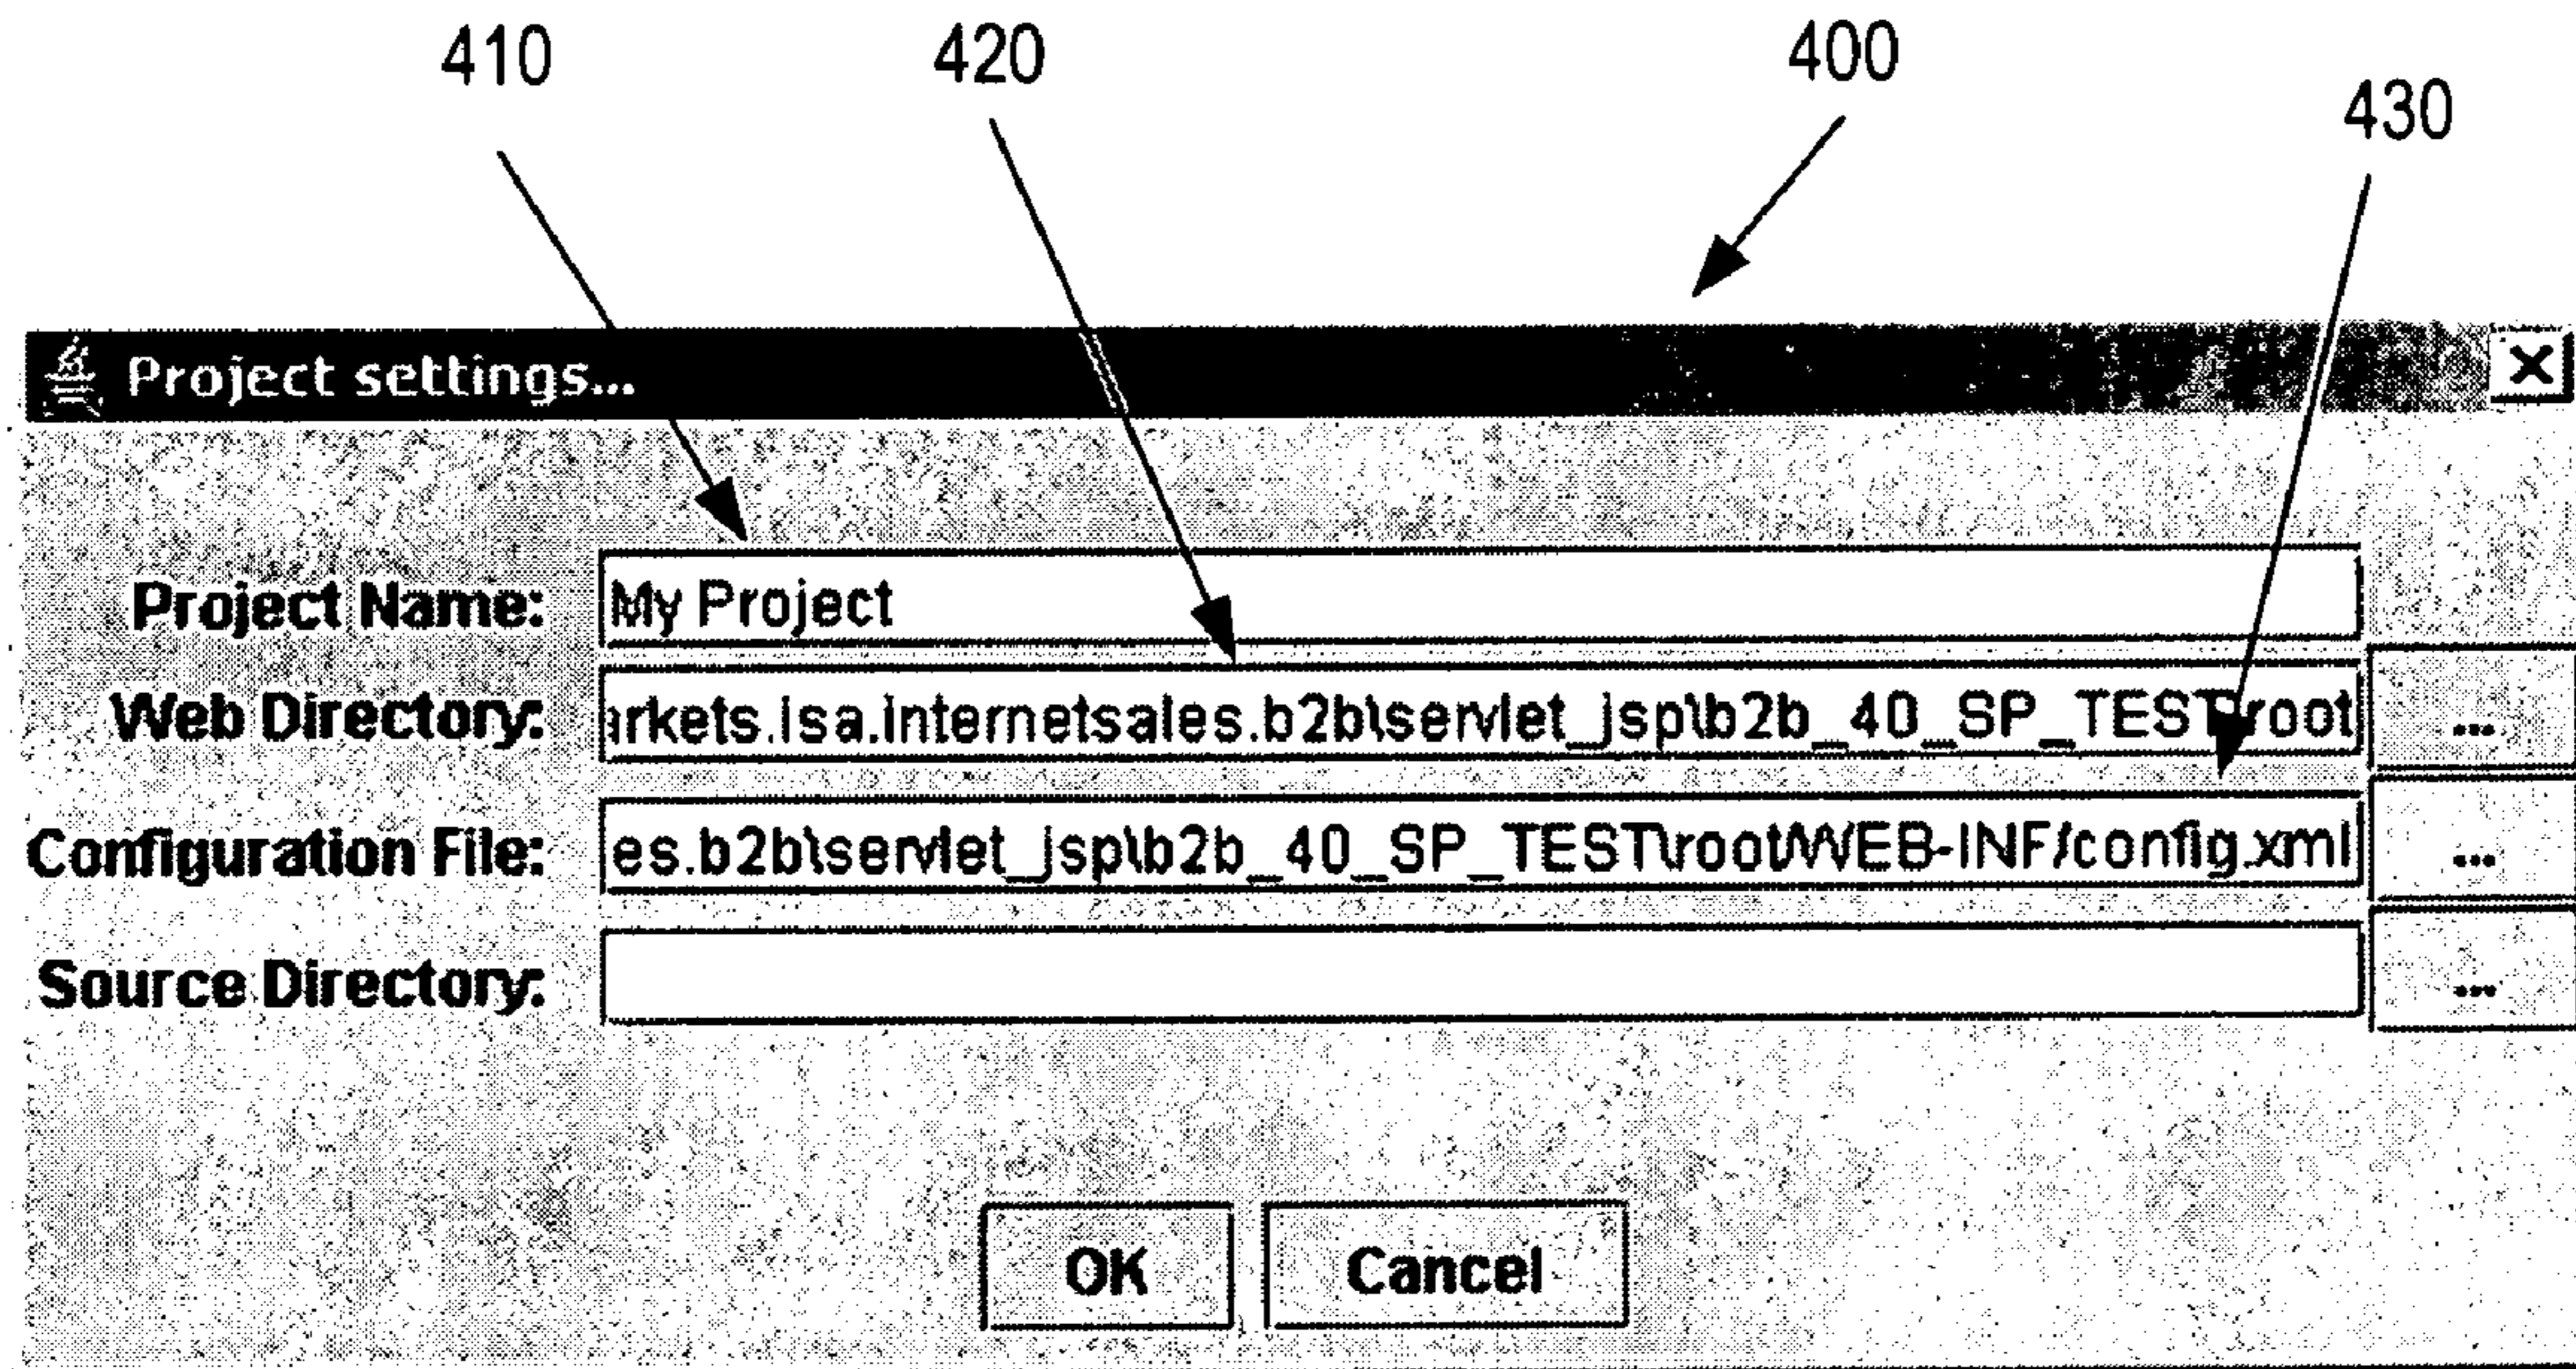 410 420 400
430
Project settings...
Project Name: My Project
Web Directory: arkets.isa.internetsales.b2b\servlet_jsp\b2b_40_SP_TEST\root ...
Configuration File: es.b2b\servlet_jsp\b2b_40_SP_TEST\root/WEB-INF/config.xml ...
Source Directory: ...
OK Cancel